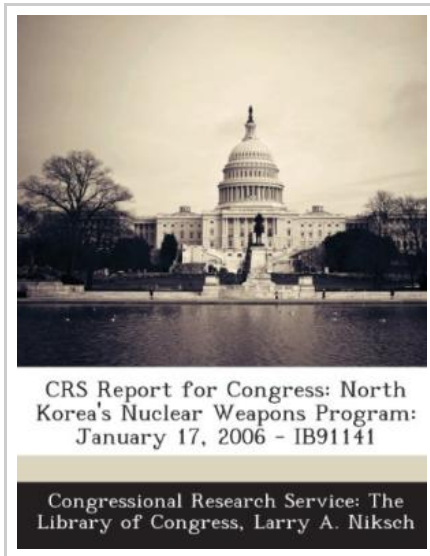 CRS Report for Congress: North
Korea's Nuclear Weapons Program:
January 17, 2006 - IB91141
Congressional Research Service: The
Library of Congress, Larry A. Niksch